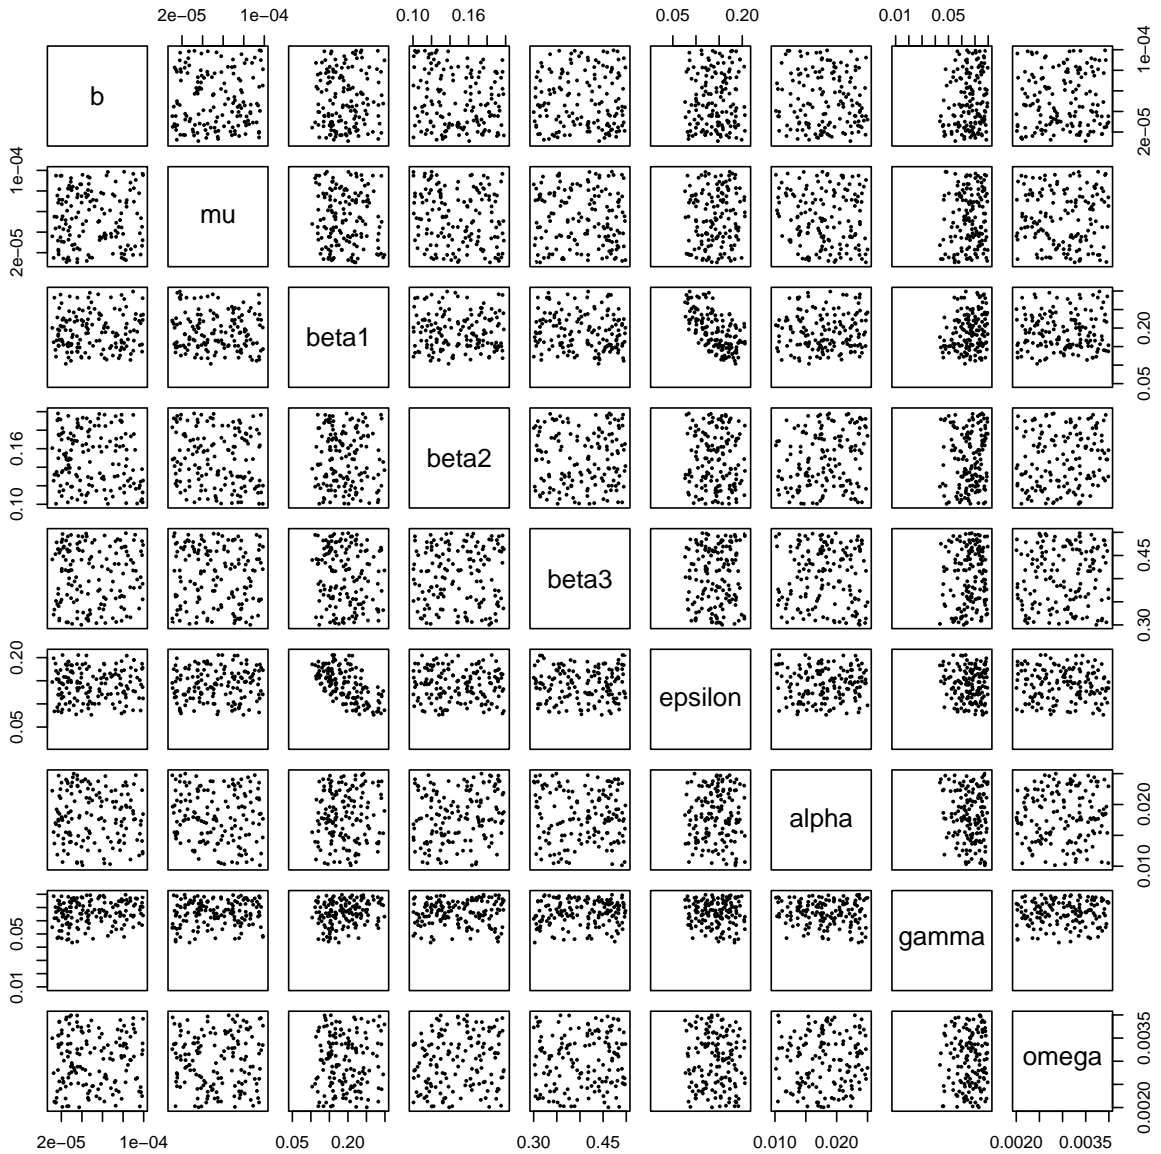 2e−05 1e−04 0.10 0.16 0.05 0.20 0.01 0.05
b
2e−05 1e−04
mu
2e−05 1e−04
beta1
0.05 0.20
beta2
0.10 0.16
beta3
0.30 0.45
epsilon
0.05 0.20
alpha
0.010 0.020
gamma
0.01 0.05
omega
0.0020 0.0035
2e−05 1e−04 0.05 0.20 0.30 0.45 0.010 0.020 0.0020 0.0035